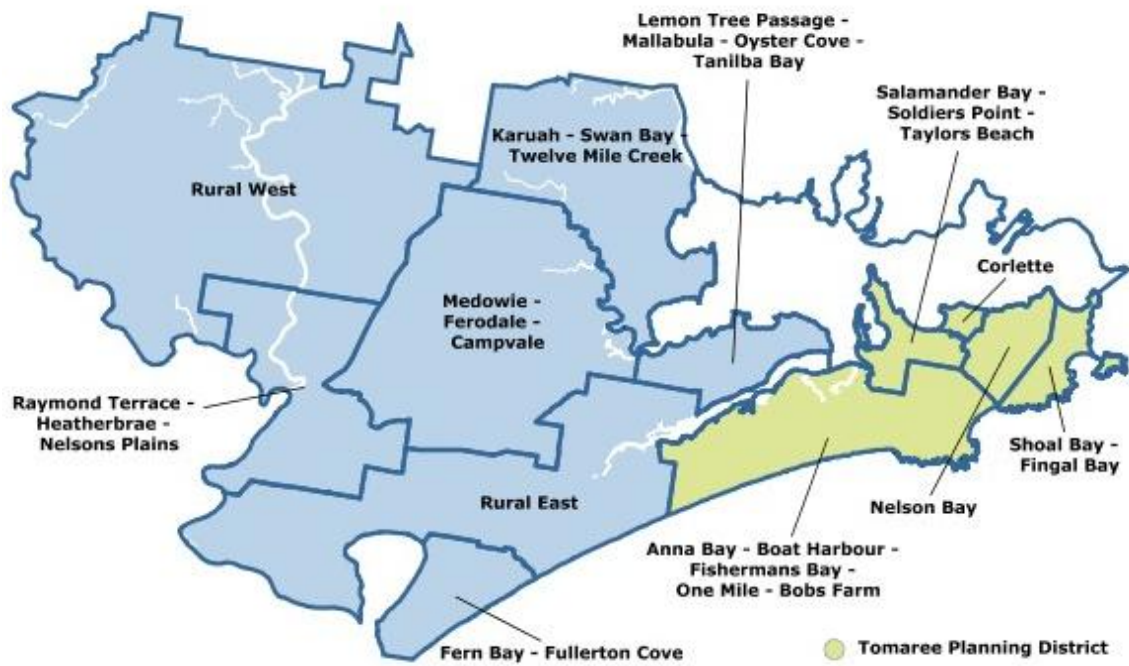 Lemon Tree Passage -
Mallabula - Oyster Cove -
Tanilba Bay
Salamander Bay -
Soldiers Point -
Taylors Beach
Karuah - Swan Bay -
Twelve Mile Creek
Rural West
Corlette
Medowie -
Ferodale -
Campvale
Raymond Terrace -
Heatherbrae -
Nelsons Plains
Shoal Bay -
Fingal Bay
Rural East
Nelson Bay
Anna Bay - Boat Harbour -
Fishermans Bay -
One Mile - Bobs Farm
Fern Bay - Fullerton Cove
Tomaree Planning District